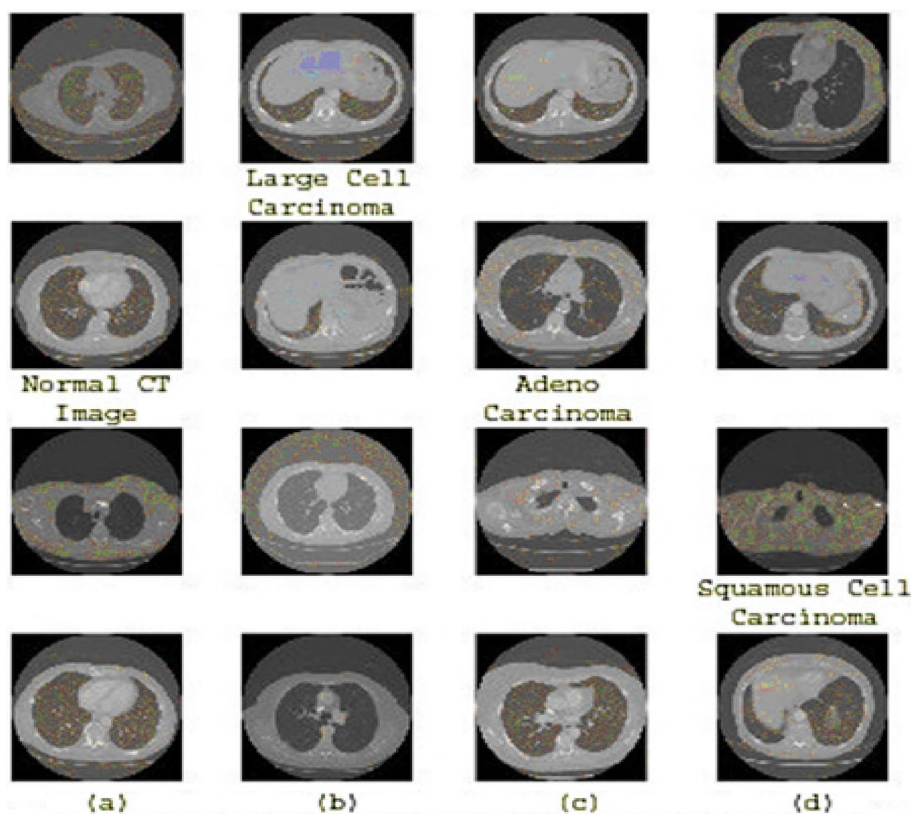 Large Cell
Carcinoma
Normal CT
Image
Adeno
Carcinoma
Squamous Cell
Carcinoma
(a)
(b)
(c)
(d)